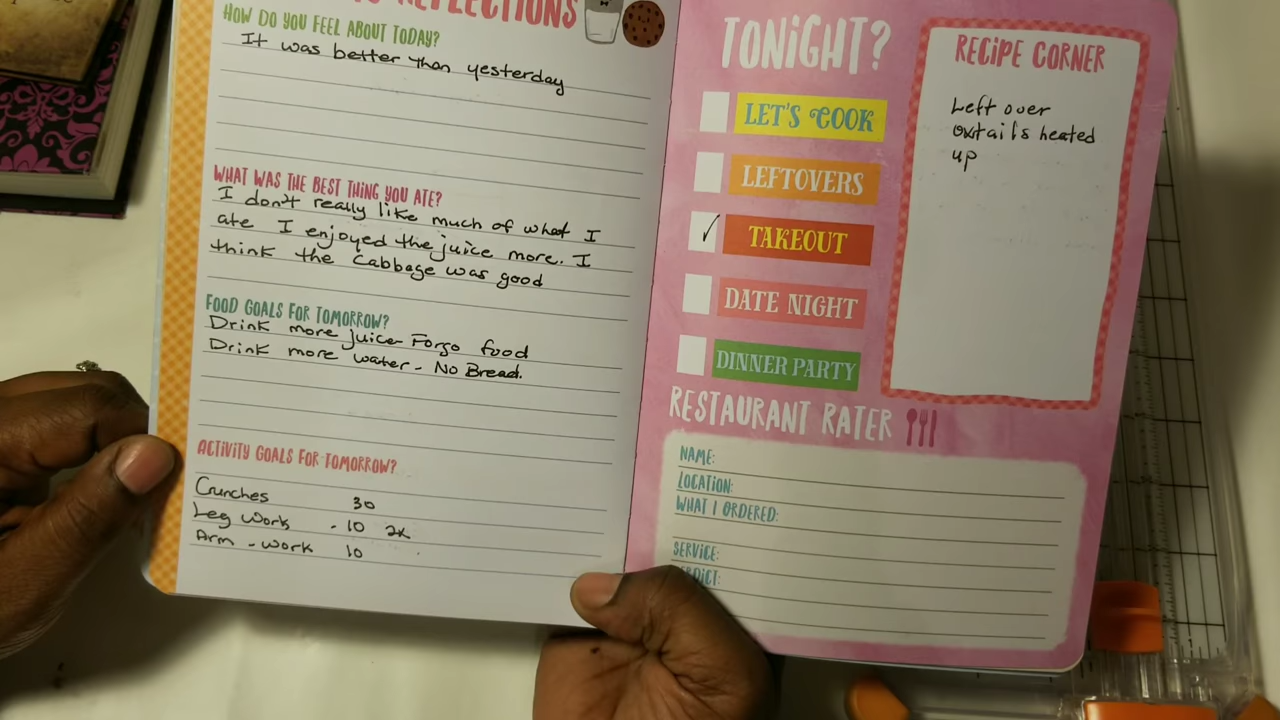 REFLECTIONS
HOW DO YOU FEEL ABOUT TODAY?
It was better than yesterday
WHAT WAS THE BEST THING YOU ATE?
I don't really like much of what I
ate I enjoyed the juice more. I
think the Cabbage was good
FOOD GOALS FOR TOMORROW?
Drink more juice- Forgo food
Drink more water - No Bread.
ACTIVITY GOALS FOR TOMORROW?
Crunches 30
Leg Work - 10 2x
Arm - work 10
TONIGHT?
LET'S COOK
LEFTOVERS
✓ TAKEOUT
DATE NIGHT
DINNER PARTY
RECIPE CORNER
Left over
oxtails heated
up
RESTAURANT RATER
NAME:
LOCATION:
WHAT I ORDERED:
SERVICE: